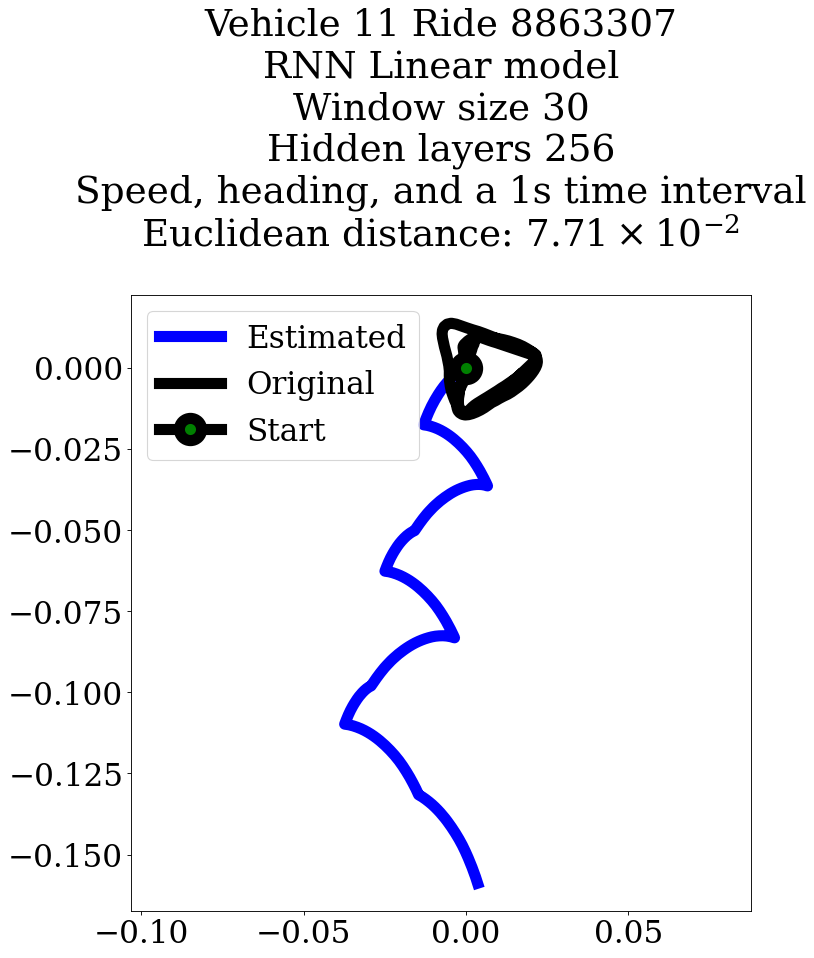 Vehicle 11 Ride 8863307
RNN Linear model
Window size 30
Hidden layers 256
Speed, heading, and a 1s time interval
Euclidean distance: 7.71 × 10⁻²
Estimated
Original
Start
0.000
−0.025
−0.050
−0.075
−0.100
−0.125
−0.150
−0.10 −0.05 0.00 0.05